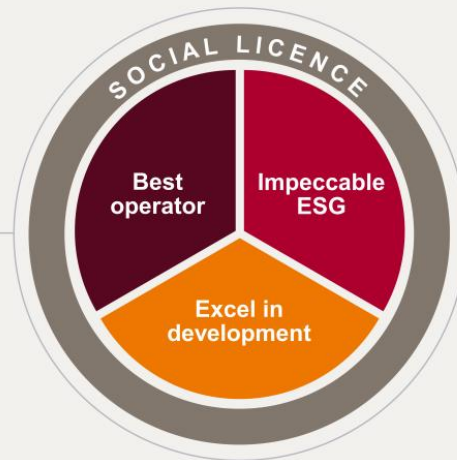 SOCIAL LICENCE
Best
operator
Impeccable
ESG
Excel in
development